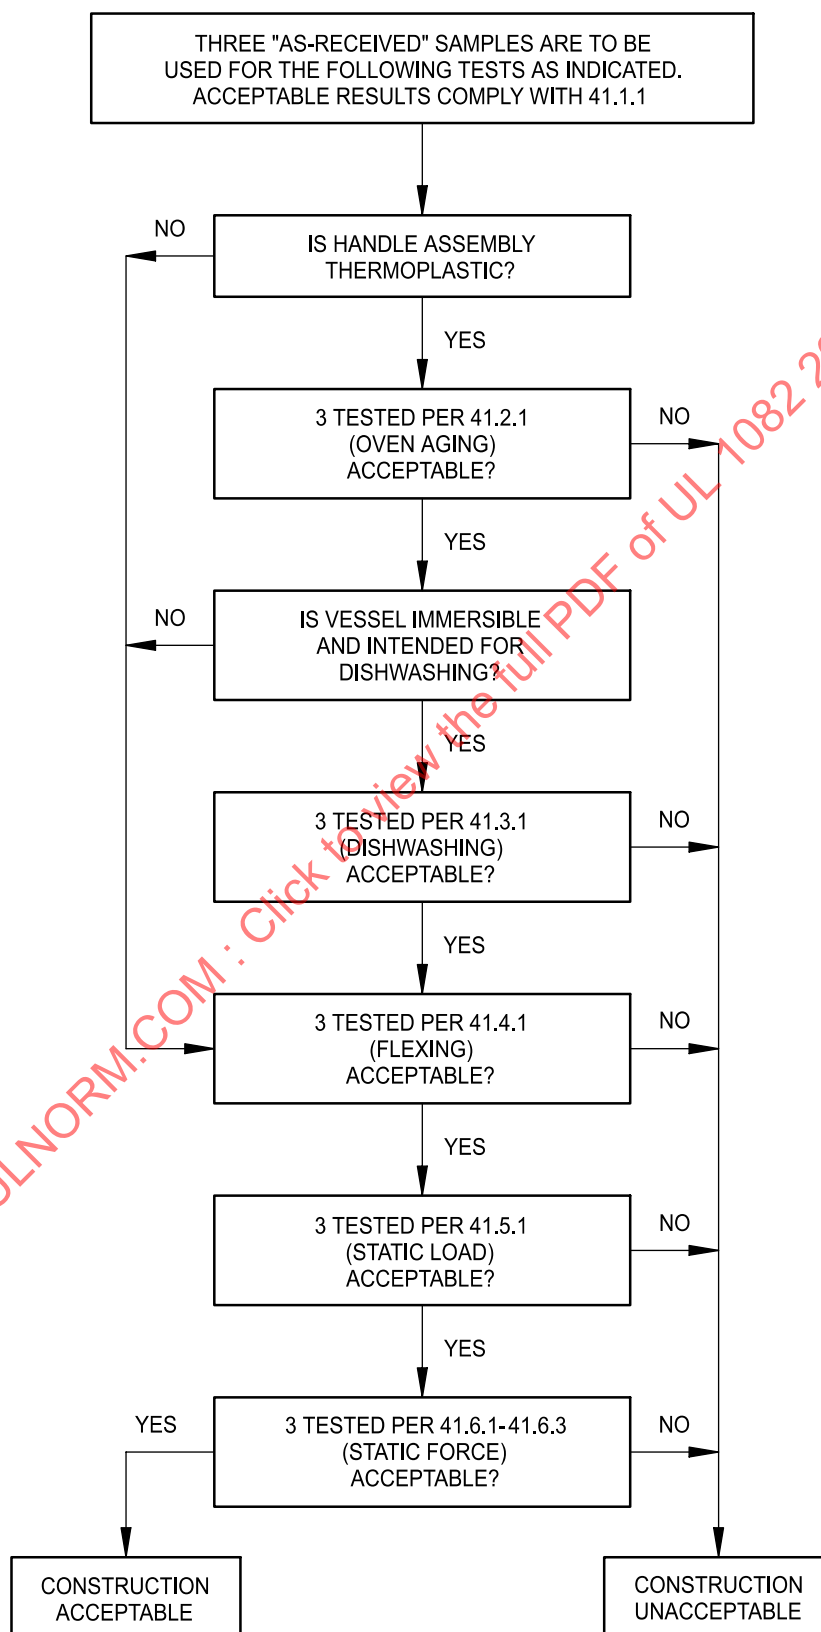 THREE "AS-RECEIVED" SAMPLES ARE TO BE
USED FOR THE FOLLOWING TESTS AS INDICATED.
ACCEPTABLE RESULTS COMPLY WITH 41.1.1
NO
IS HANDLE ASSEMBLY
THERMOPLASTIC?
YES
3 TESTED PER 41.2.1
(OVEN AGING)
ACCEPTABLE?
NO
YES
NO
IS VESSEL IMMERSIBLE
AND INTENDED FOR
DISHWASHING?
YES
3 TESTED PER 41.3.1
(DISHWASHING)
ACCEPTABLE?
NO
YES
3 TESTED PER 41.4.1
(FLEXING)
ACCEPTABLE?
NO
YES
3 TESTED PER 41.5.1
(STATIC LOAD)
ACCEPTABLE?
NO
YES
YES
3 TESTED PER 41.6.1-41.6.3
(STATIC FORCE)
ACCEPTABLE?
NO
CONSTRUCTION
ACCEPTABLE
CONSTRUCTION
UNACCEPTABLE
ULNORM.COM : Click to view the full PDF of UL 1082